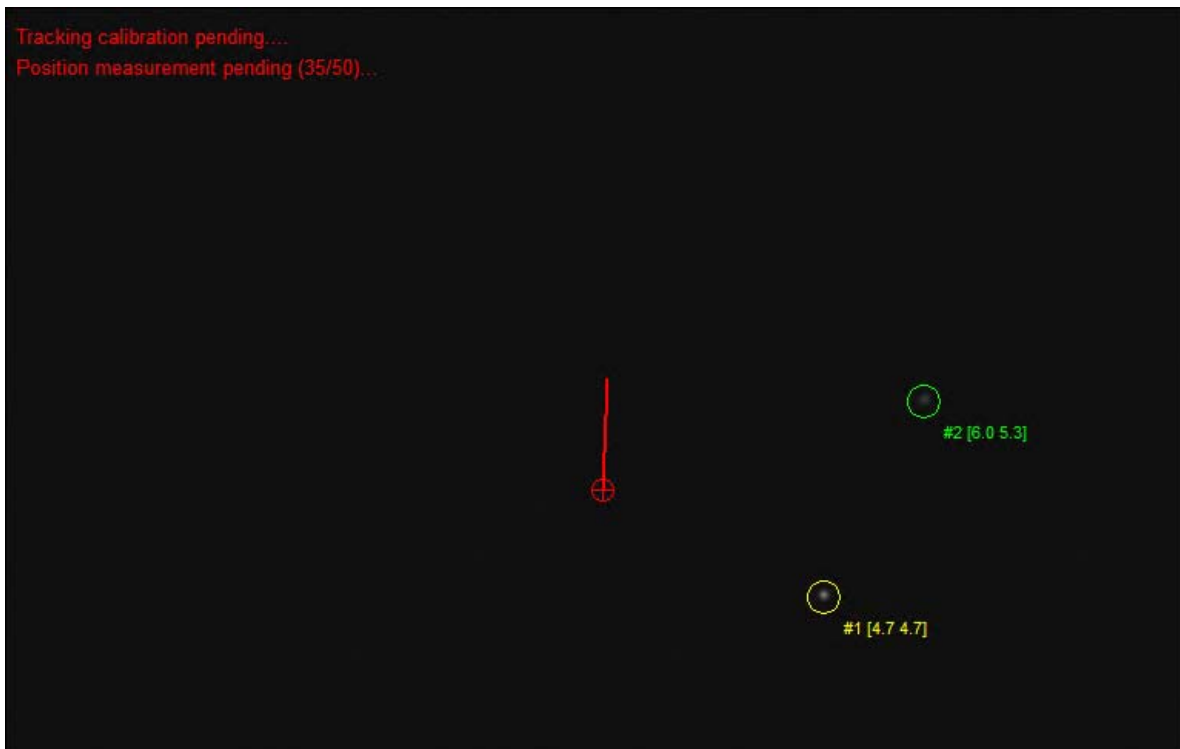 Tracking calibration pending....
Position measurement pending (35/50)...
#2 [6.0 5.3]
#1 [4.7 4.7]